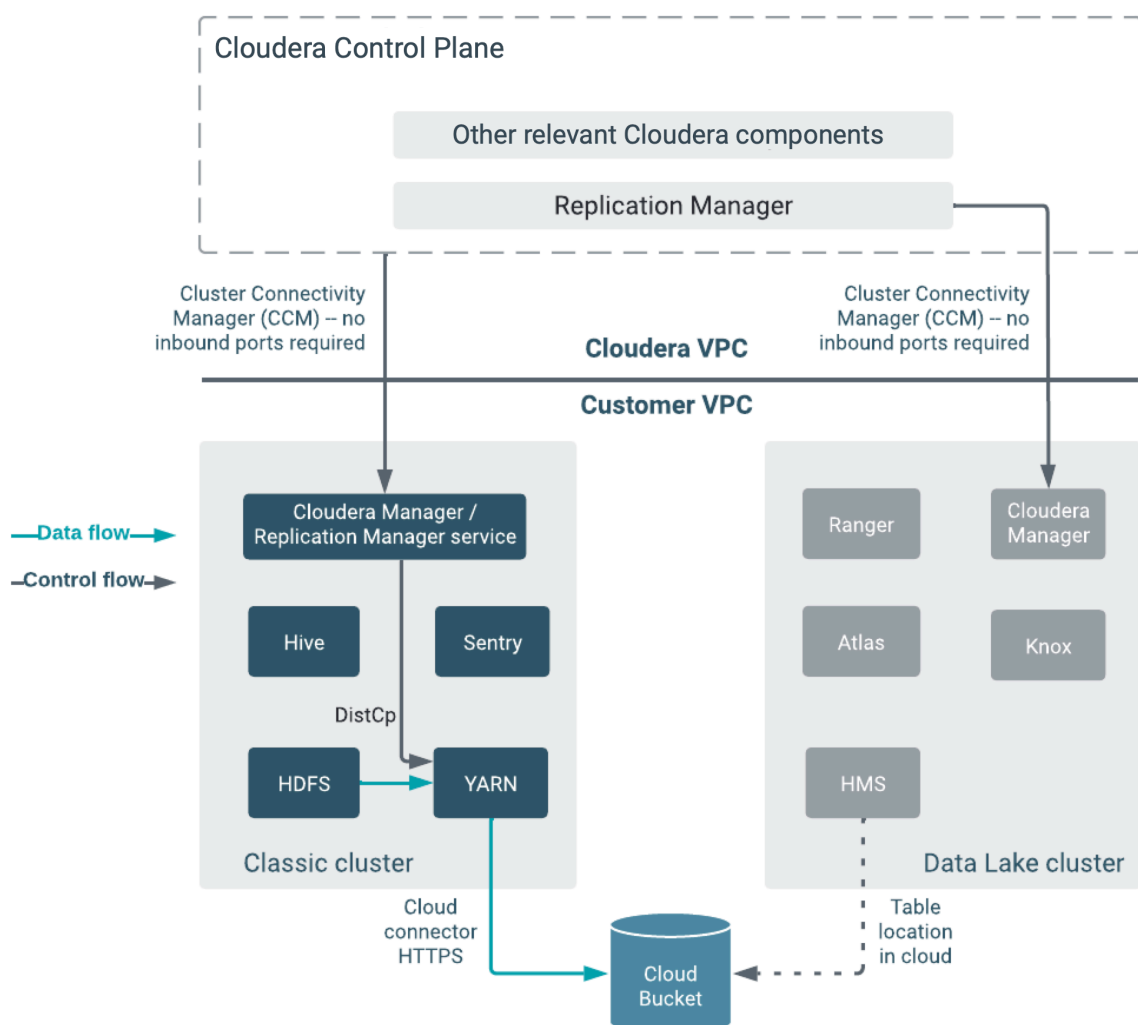 Cloudera Control Plane
Other relevant Cloudera components
Replication Manager
Cluster Connectivity
Manager (CCM) -- no
inbound ports required
Cluster Connectivity
Manager (CCM) -- no
inbound ports required
Cloudera VPC
Customer VPC
Data flow
Control flow
Cloudera Manager /
Replication Manager service
Hive
Sentry
DistCp
HDFS
YARN
Classic cluster
Ranger
Cloudera
Manager
Atlas
Knox
HMS
Data Lake cluster
Cloud
connector
HTTPS
Cloud
Bucket
Table
location
in cloud